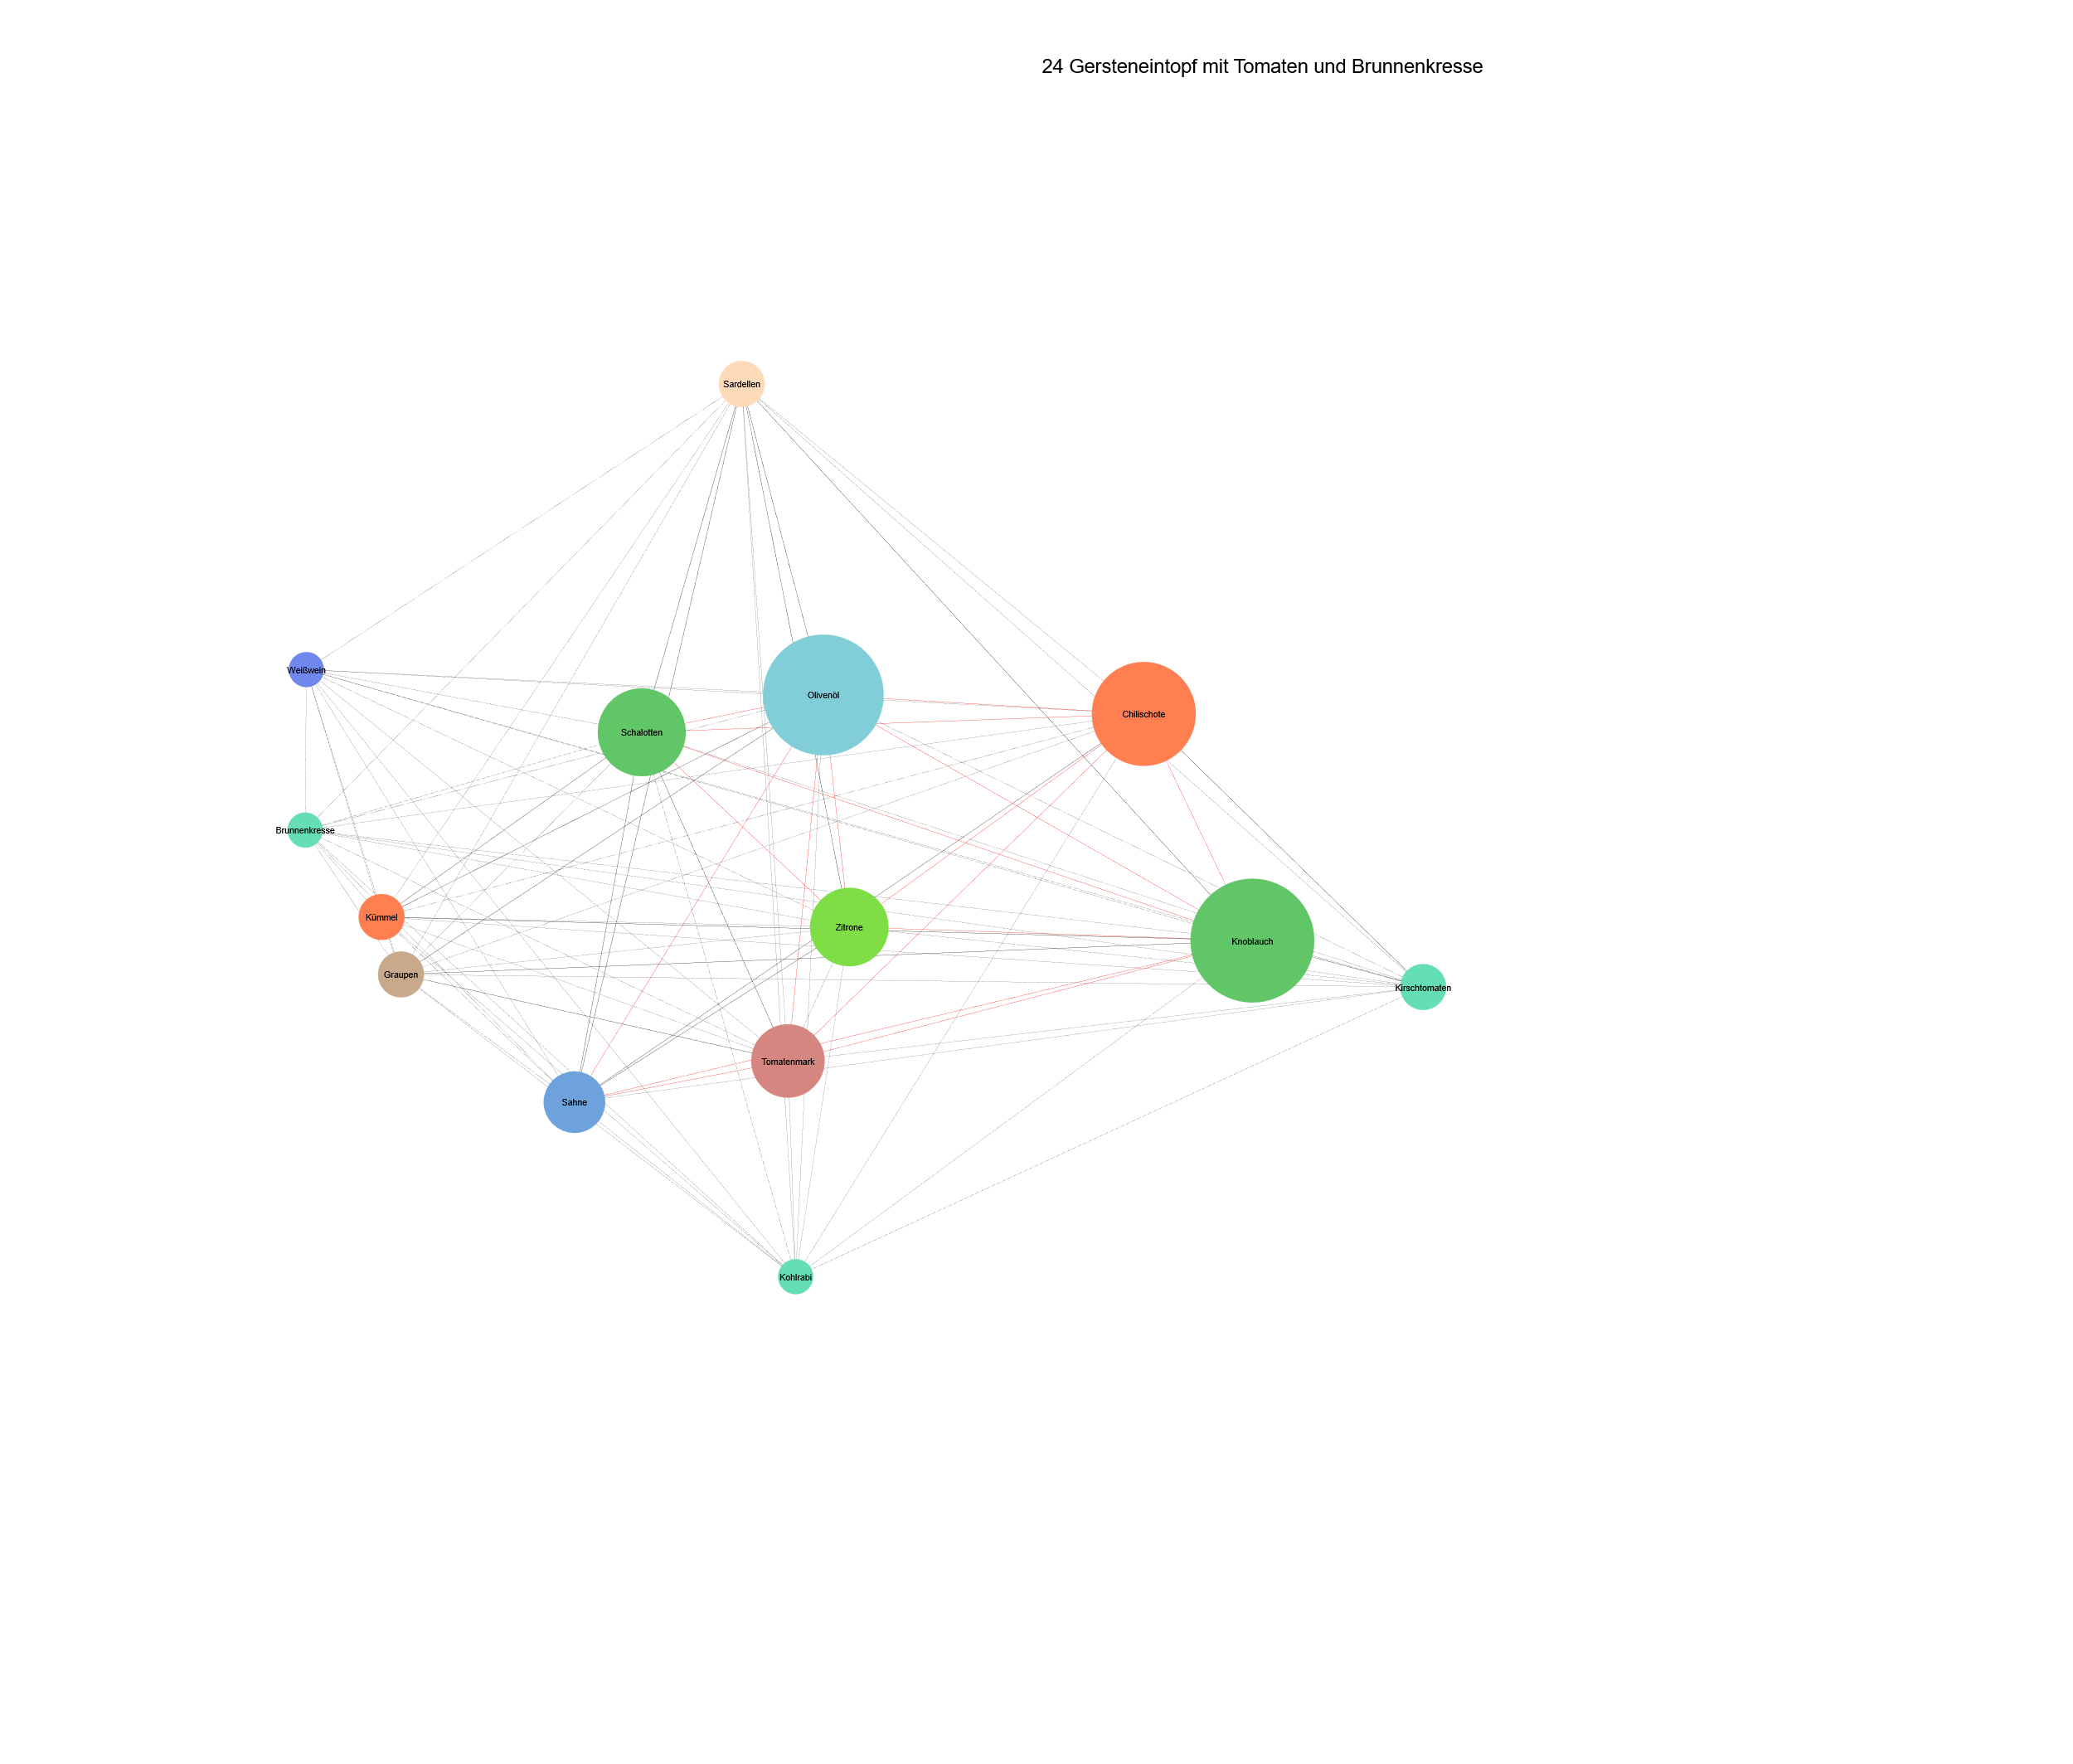 24 Gersteneintopf mit Tomaten und Brunnenkresse
Sardellen
Weißwein
Olivenöl
Chilischote
Schalotten
Brunnenkresse
Kümmel
Zitrone
Knoblauch
Graupen
Kirschtomaten
Tomatenmark
Sahne
Kohlrabi